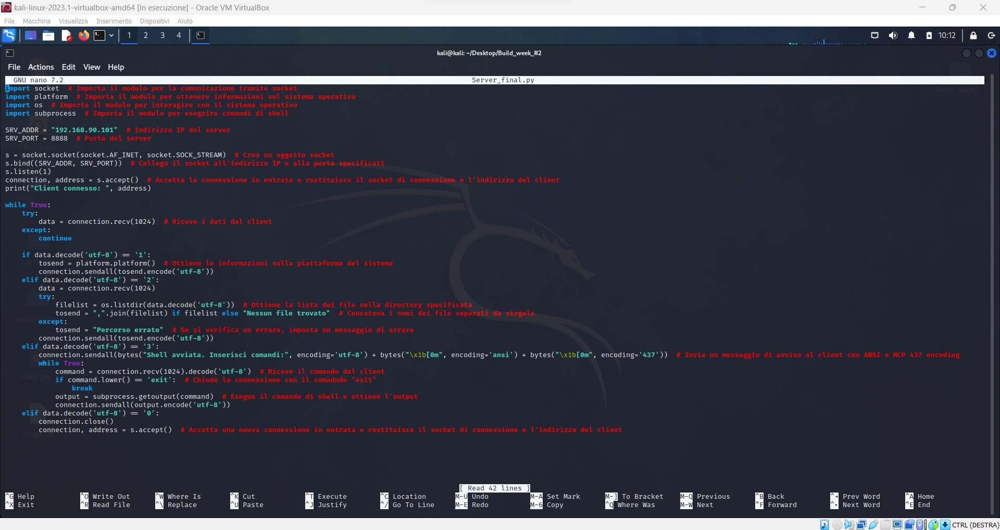 kali-linux-2023.1-virtualbox-amd64 [In esecuzione] - Oracle VM VirtualBox
File Macchina Visualizza Inserimento Dispositivi Aiuto
1 2 3 4 10:12
kali@kali: ~/Desktop/Build_week_#2
File Actions Edit View Help
GNU nano 7.2 Server_final.py
import socket  # Importa il modulo per la comunicazione tramite socket
import platform  # Importa il modulo per ottenere informazioni sul sistema operativo
import os  # Importa il modulo per interagire con il sistema operativo
import subprocess  # Importa il modulo per eseguire comandi di shell
SRV_ADDR = "192.168.90.101"  # Indirizzo IP del server
SRV_PORT = 8888  # Porta del server
s = socket.socket(socket.AF_INET, socket.SOCK_STREAM)  # Crea un oggetto socket
s.bind((SRV_ADDR, SRV_PORT))  # Collega il socket all'indirizzo IP e alla porta specificati
s.listen(1)
connection, address = s.accept()  # Accetta la connessione in entrata e restituisce il socket di connessione e l'indirizzo del client
print("Client connesso: ", address)
while True:
    try:
        data = connection.recv(1024)  # Riceve i dati dal client
    except:
        continue
    if data.decode('utf-8') == '1':
        tosend = platform.platform()  # Ottiene le informazioni sulla piattaforma del sistema
        connection.sendall(tosend.encode('utf-8'))
    elif data.decode('utf-8') == '2':
        data = connection.recv(1024)
        try:
            filelist = os.listdir(data.decode('utf-8'))  # Ottiene la lista dei file nella directory specificata
            tosend = ",".join(filelist) if filelist else "Nessun file trovato"  # Concatena i nomi dei file separati da virgola
        except:
            tosend = "Percorso errato"  # Se si verifica un errore, imposta un messaggio di errore
        connection.sendall(tosend.encode('utf-8'))
    elif data.decode('utf-8') == '3':
        connection.sendall(bytes("Shell avviata. Inserisci comandi:", encoding='utf-8') + bytes("\x1b[0m", encoding='ansi') + bytes("\x1b[0m", encoding='437'))  # Invia un messaggio di avviso al client con ANSI e MCP 437 encoding
        while True:
            command = connection.recv(1024).decode('utf-8')  # Riceve il comando dal client
            if command.lower() == 'exit':  # Chiude la connessione con il comadndo "exit"
                break
            output = subprocess.getoutput(command)  # Esegue il comando di shell e ottiene l'output
            connection.sendall(output.encode('utf-8'))
    elif data.decode('utf-8') == '0':
        connection.close()
        connection, address = s.accept()  # Accetta una nuova connessione in entrata e restituisce il socket di connessione e l'indirizzo del client
[ Read 42 lines ]
^G Help ^O Write Out ^W Where Is ^K Cut ^T Execute ^C Location M-U Undo M-A Set Mark M-] To Bracket M-Q Previous ^B Back ^◂ Prev Word ^A Home
^X Exit ^R Read File ^\ Replace ^U Paste ^J Justify ^/ Go To Line M-E Redo M-6 Copy ^Q Where Was M-W Next ^F Forward ^▸ Next Word ^E End
CTRL (DESTRA)